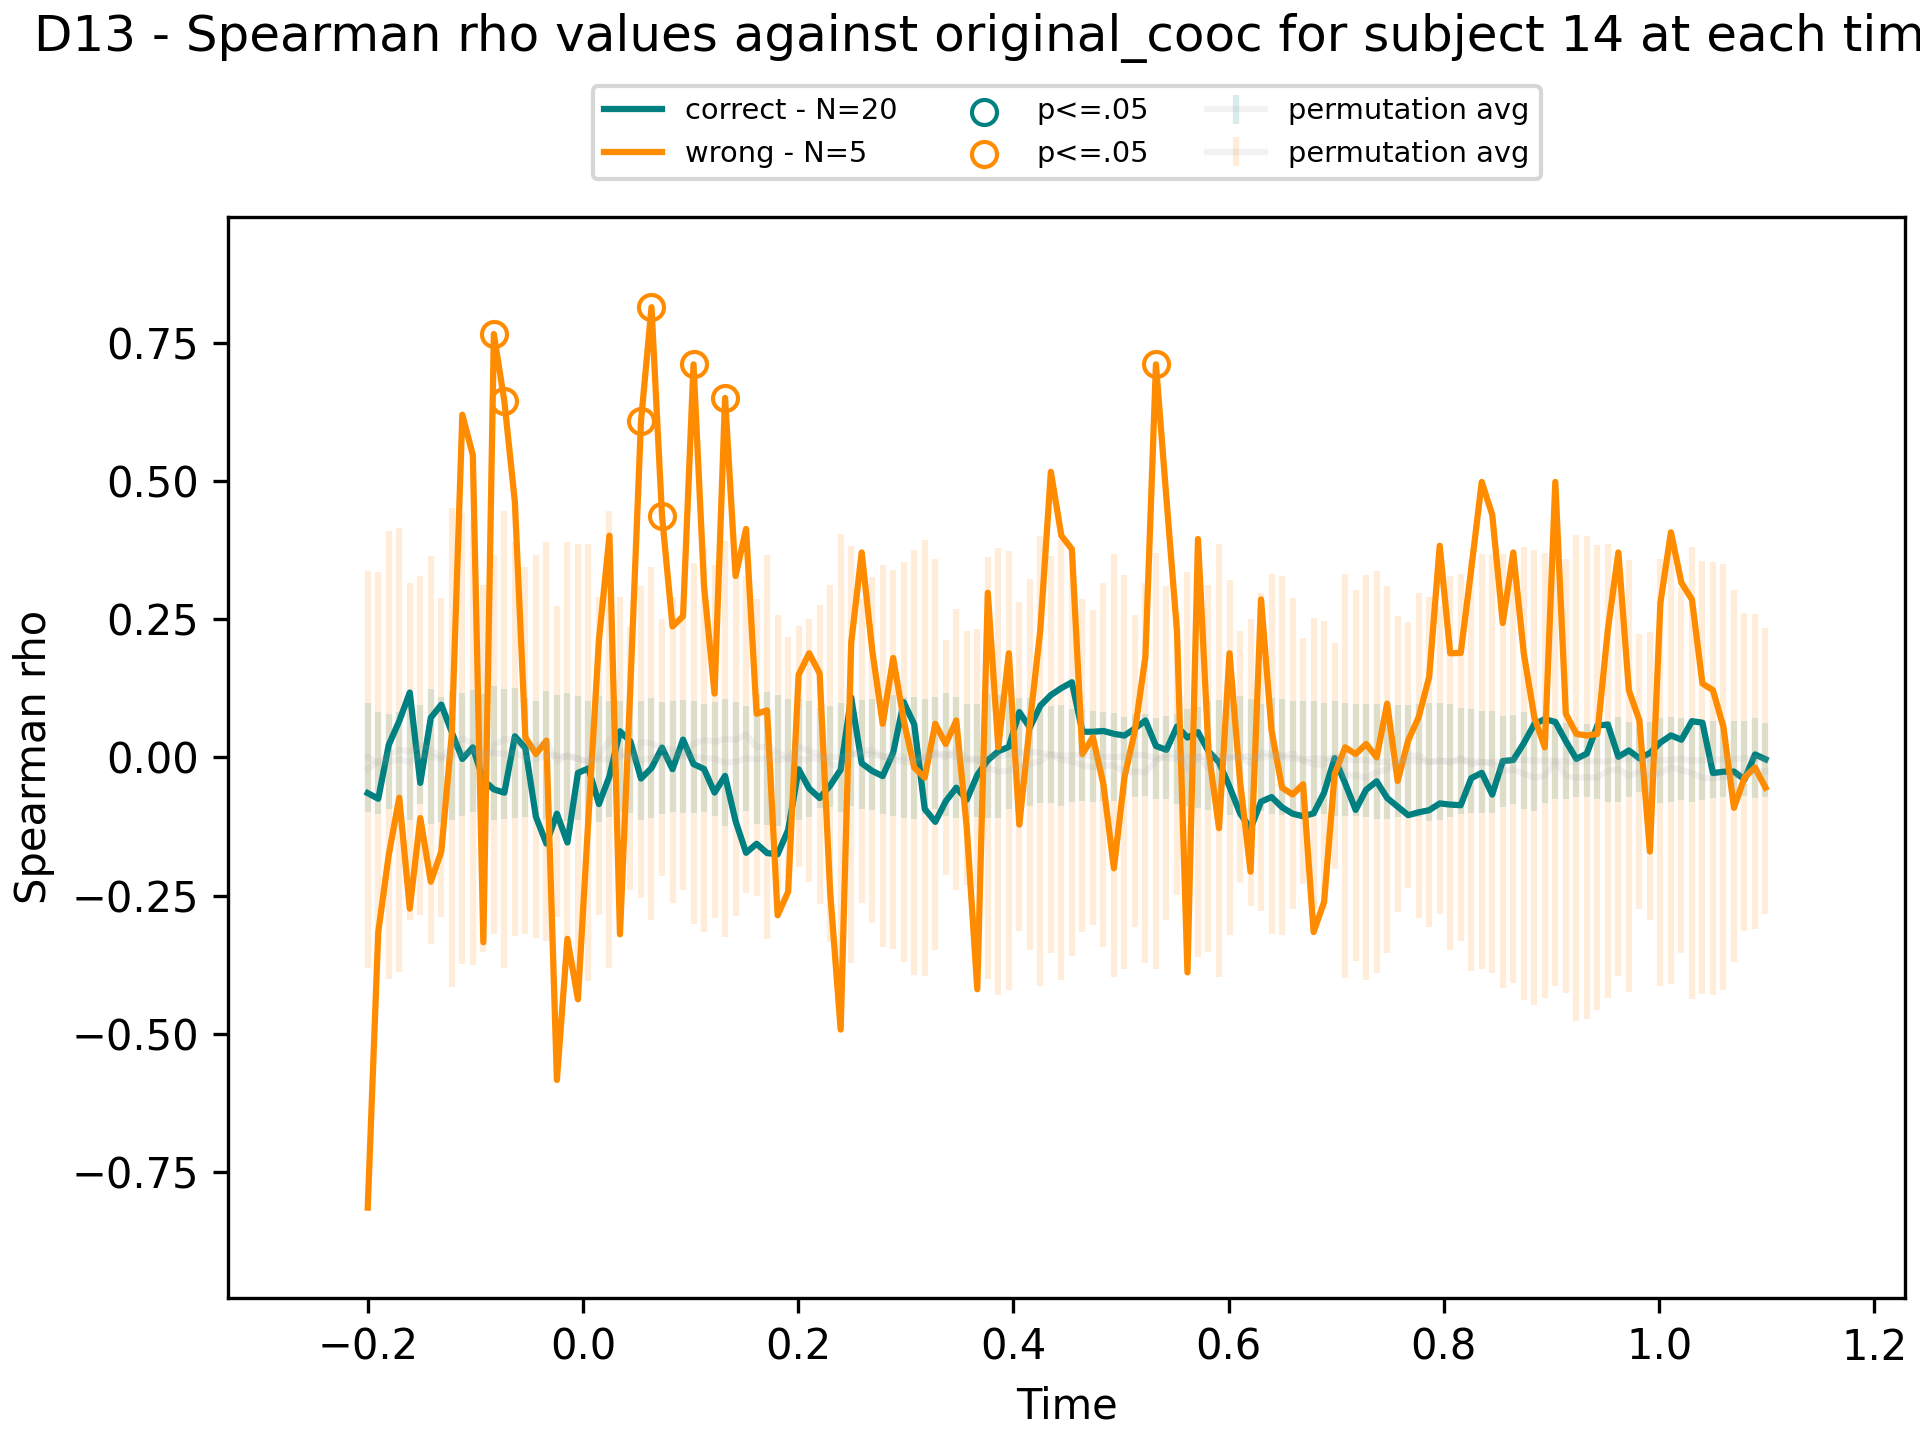 D13 - Spearman rho values against original_cooc for subject 14 at each tim
correct - N=20 p<=.05 permutation avg
wrong - N=5 p<=.05 permutation avg
Spearman rho
0.75
0.50
0.25
0.00
−0.25
−0.50
−0.75
−0.2 0.0 0.2 0.4 0.6 0.8 1.0 1.2
Time